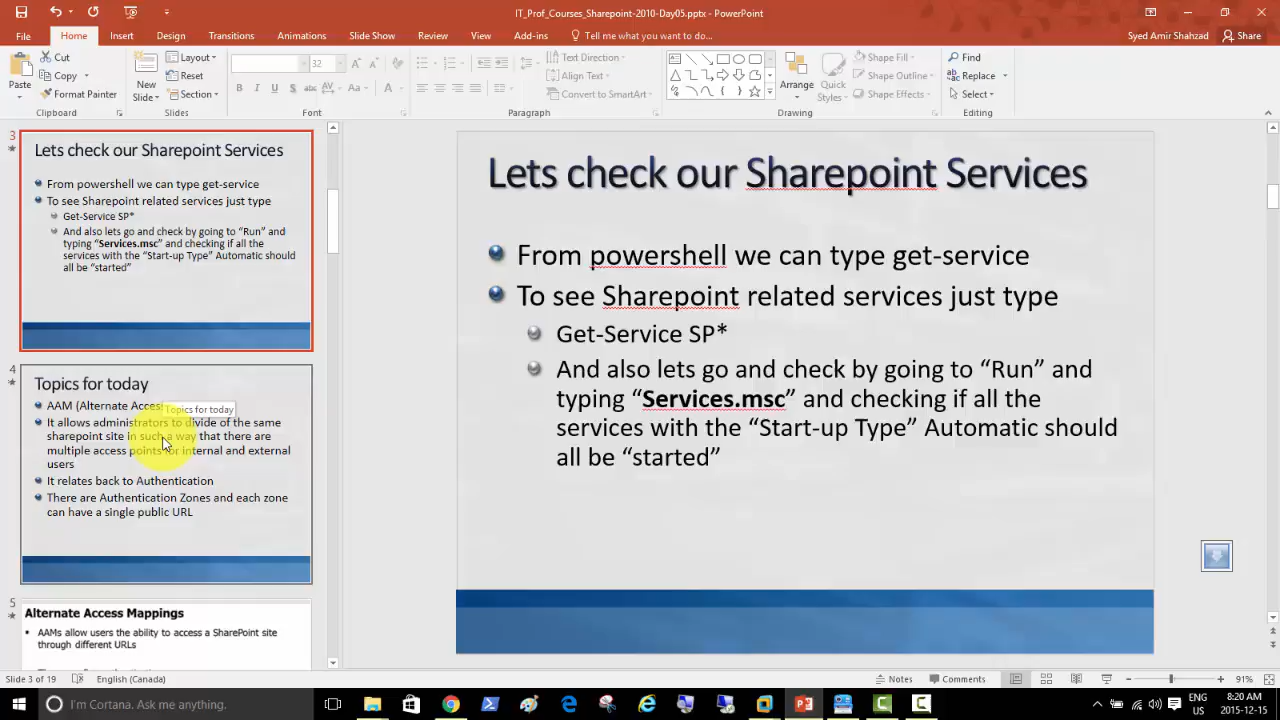 IT_Prof_Courses_Sharepoint-2010-Day05.pptx - PowerPoint
File Home Insert Design Transitions Animations Slide Show Review View Add-ins Tell me what you want to do... Syed Amir Shahzad Share
Paste
Cut
Copy
Format Painter
Clipboard
New
Slide
Layout
Reset
Section
Slides
32
B I U S abc AV Aa A
Font
Text Direction
Align Text
Convert to SmartArt
Paragraph
Arrange
Quick
Styles
Shape Fill
Shape Outline
Shape Effects
Drawing
Find
Replace
Select
Editing
3
Lets check our Sharepoint Services
From powershell we can type get-service
To see Sharepoint related services just type
Get-Service SP*
And also lets go and check by going to “Run” and
typing “Services.msc” and checking if all the
services with the “Start-up Type” Automatic should
all be “started”
4
Topics for today
AAM (Alternate Access
Topics for today
It allows administrators to divide of the same
sharepoint site in such a way that there are
multiple access points for internal and external
users
It relates back to Authentication
There are Authentication Zones and each zone
can have a single public URL
5
Alternate Access Mappings
AAMs allow users the ability to access a SharePoint site
through different URLs
Lets check our Sharepoint Services
From powershell we can type get-service
To see Sharepoint related services just type
Get-Service SP*
And also lets go and check by going to “Run” and
typing “Services.msc” and checking if all the
services with the “Start-up Type” Automatic should
all be “started”
Slide 3 of 19 English (Canada) Notes Comments 91%
I'm Cortana. Ask me anything.
ENG 8:20 AM
US 2015-12-15